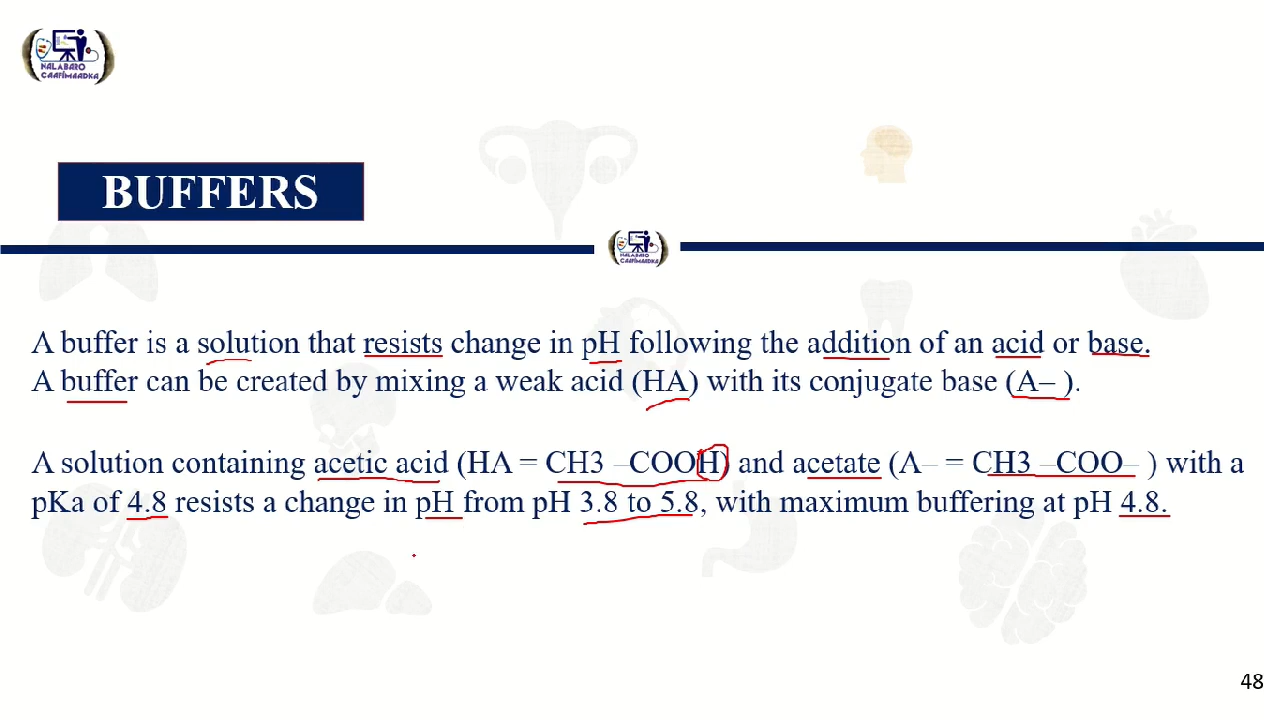 HALABARO
CAAFIMAADKA
BUFFERS
HALABARO
CAAFIMAADKA
A buffer is a solution that resists change in pH following the addition of an acid or base.
A buffer can be created by mixing a weak acid (HA) with its conjugate base (A– ).
A solution containing acetic acid (HA = CH3 –COOH) and acetate (A– = CH3 –COO– ) with a
pKa of 4.8 resists a change in pH from pH 3.8 to 5.8, with maximum buffering at pH 4.8.
48